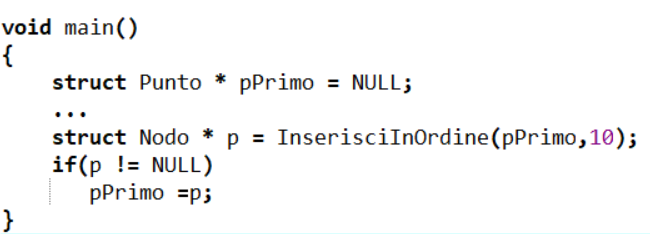 void main()
{
struct Punto * pPrimo = NULL;
...
struct Nodo * p = InserisciInOrdine(pPrimo,10);
if(p != NULL)
pPrimo =p;
}